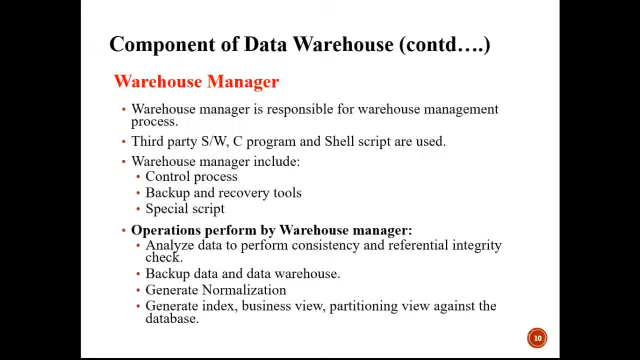 Component of Data Warehouse (contd….)
Warehouse Manager
• Warehouse manager is responsible for warehouse management
process.
• Third party S/W, C program and Shell script are used.
• Warehouse manager include:
• Control process
• Backup and recovery tools
• Special script
• Operations perform by Warehouse manager:
• Analyze data to perform consistency and referential integrity
check.
• Backup data and data warehouse.
• Generate Normalization
• Generate index, business view, partitioning view against the
database.
10